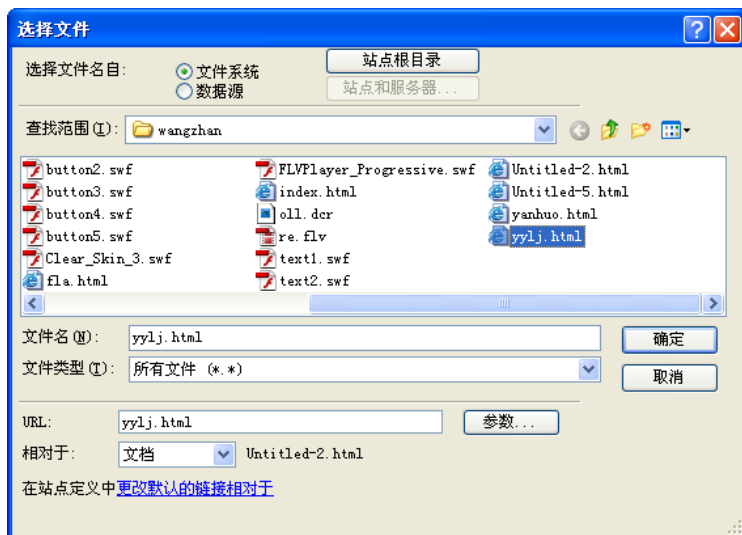 选择文件
选择文件名自:
文件系统
站点根目录
数据源
站点和服务器...
查找范围(I):
wangzhan
button2.swf
button3.swf
button4.swf
button5.swf
Clear_Skin_3.swf
fla.html
FLVPlayer_Progressive.swf
index.html
oll.dcr
re.flv
text1.swf
text2.swf
Untitled-2.html
Untitled-5.html
yanhuo.html
yylj.html
文件名(N):
yylj.html
确定
文件类型(T):
所有文件 (*.*)
取消
URL:
yylj.html
参数...
相对于:
文档
Untitled-2.html
在站点定义中更改默认的链接相对于